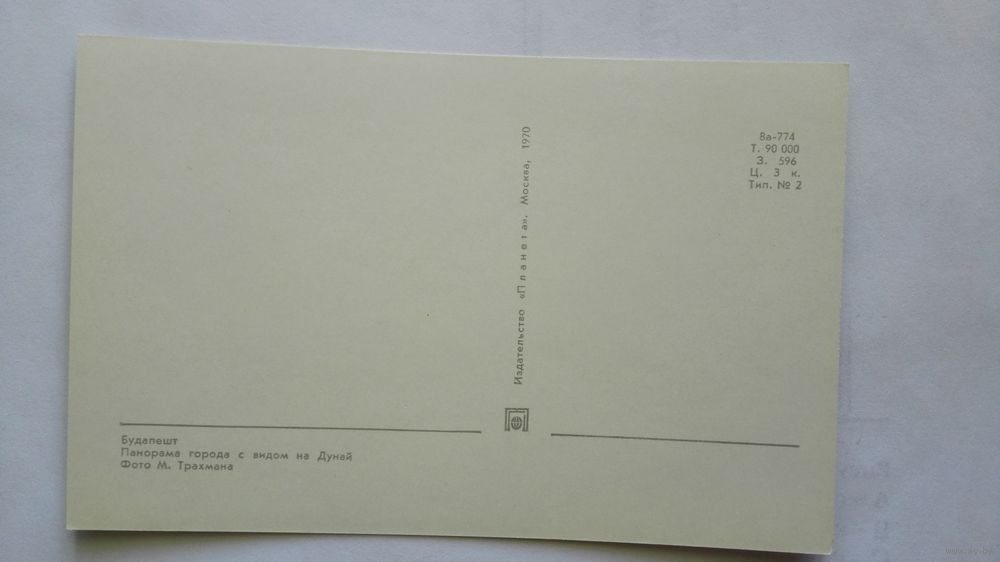 8а-774
Т. 90 000
З. 596
Ц. 3 к.
Тип. № 2
Издательство «Планета». Москва, 1970
Будапешт
Панорама города с видом на Дунай
Фото М. Трахмана